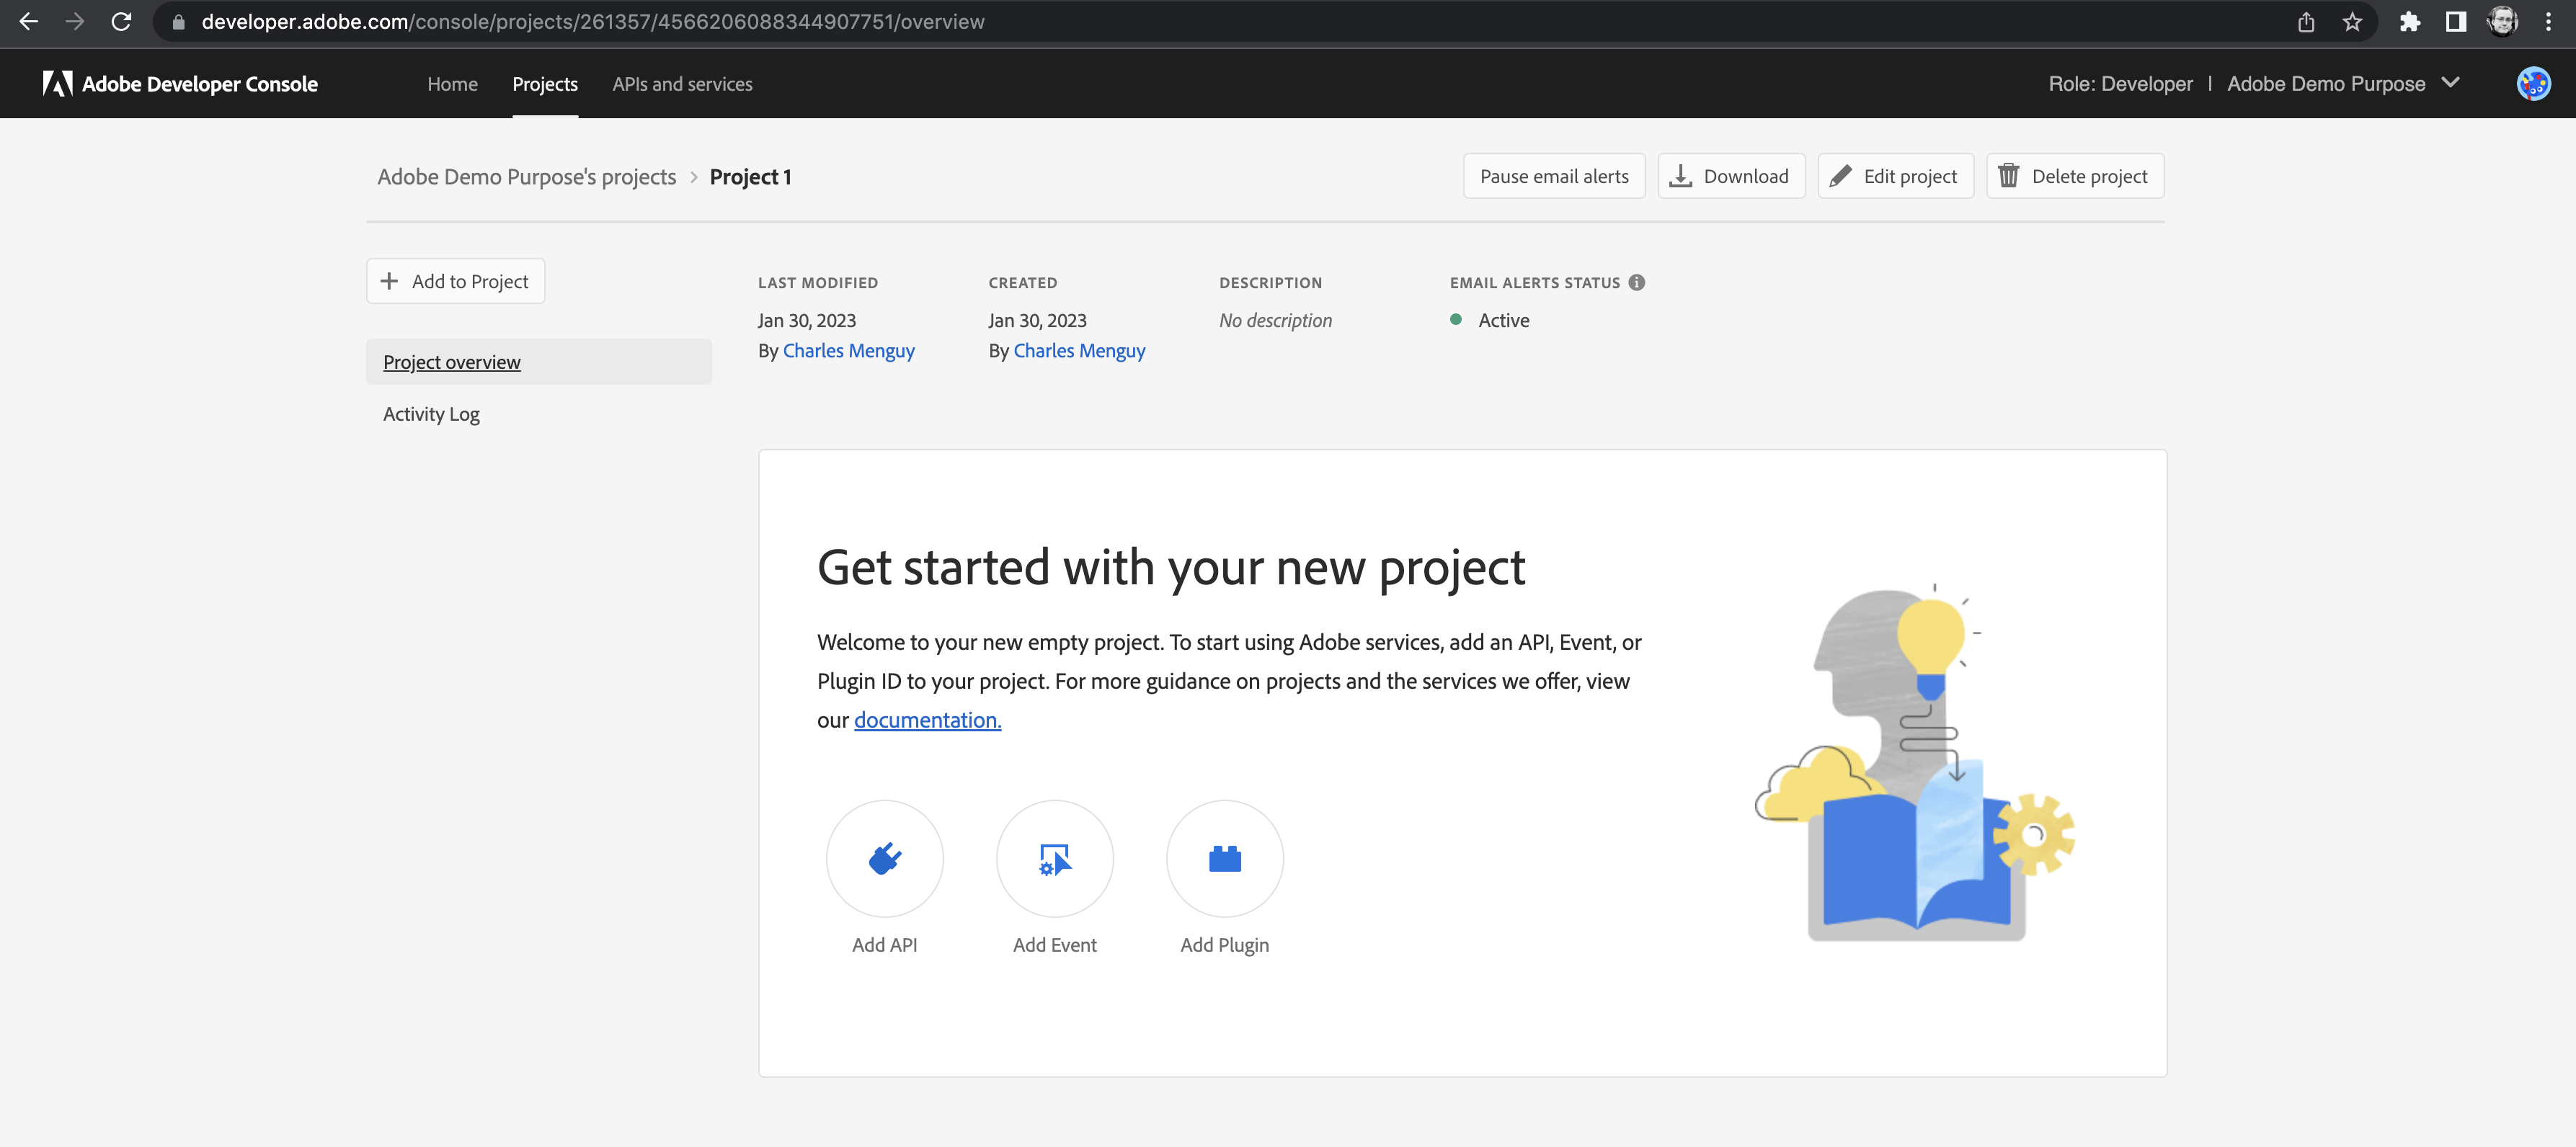 developer.adobe.com/console/projects/261357/4566206088344907751/overview
Adobe Developer Console
Home
Projects
APIs and services
Role: Developer | Adobe Demo Purpose
Adobe Demo Purpose's projects > Project 1
Pause email alerts
Download
Edit project
Delete project
Add to Project
Project overview
Activity Log
LAST MODIFIED
Jan 30, 2023
By Charles Menguy
CREATED
Jan 30, 2023
By Charles Menguy
DESCRIPTION
No description
EMAIL ALERTS STATUS
Active
Get started with your new project
Welcome to your new empty project. To start using Adobe services, add an API, Event, or
Plugin ID to your project. For more guidance on projects and the services we offer, view
our documentation.
Add API
Add Event
Add Plugin